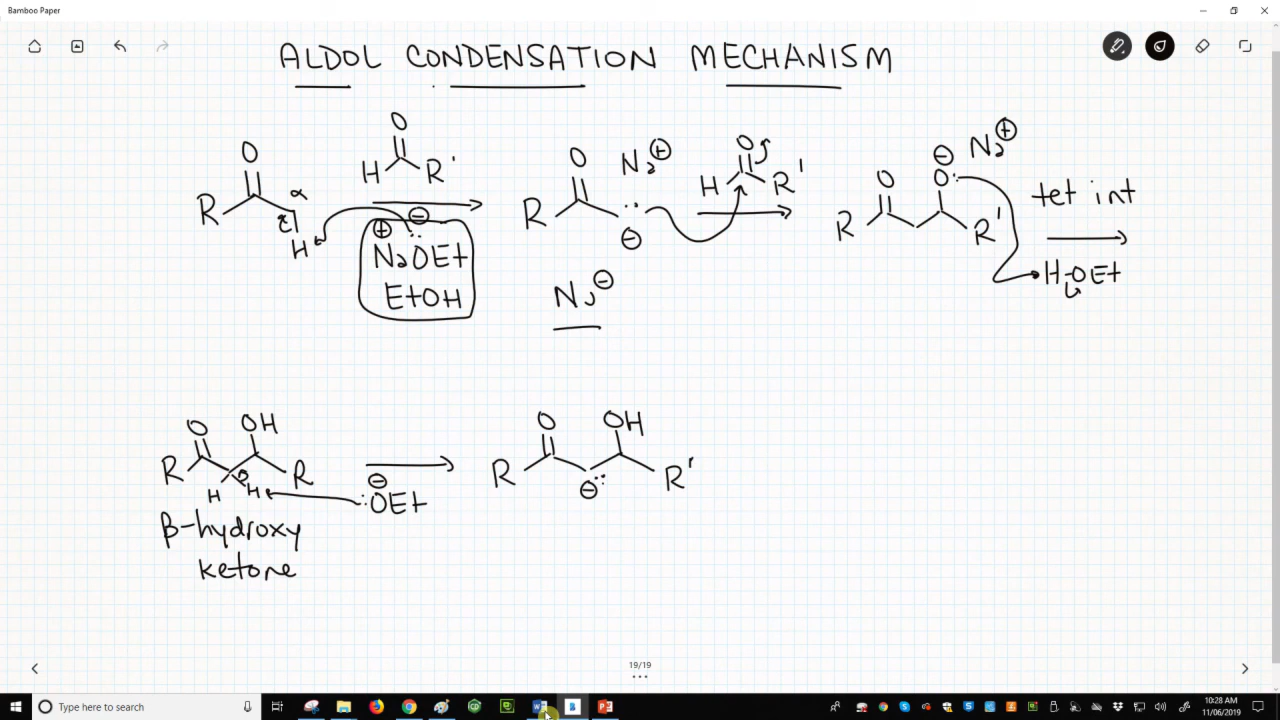 Bamboo Paper
ALDOL CONDENSATION MECHANISM
O
R
α
H
O
H R'
⊕ ⊖
NaOEt
EtOH
O
R
Na⊕
⊖
Nu⊖
O
H R'
O
R
⊖
O
Na⊕
R'
tet int
H-OEt
O OH
R R
H H
β-hydroxy
ketone
⊖
:OEt
O OH
R R'
⊖
19/19
Type here to search
10:28 AM
11/06/2019